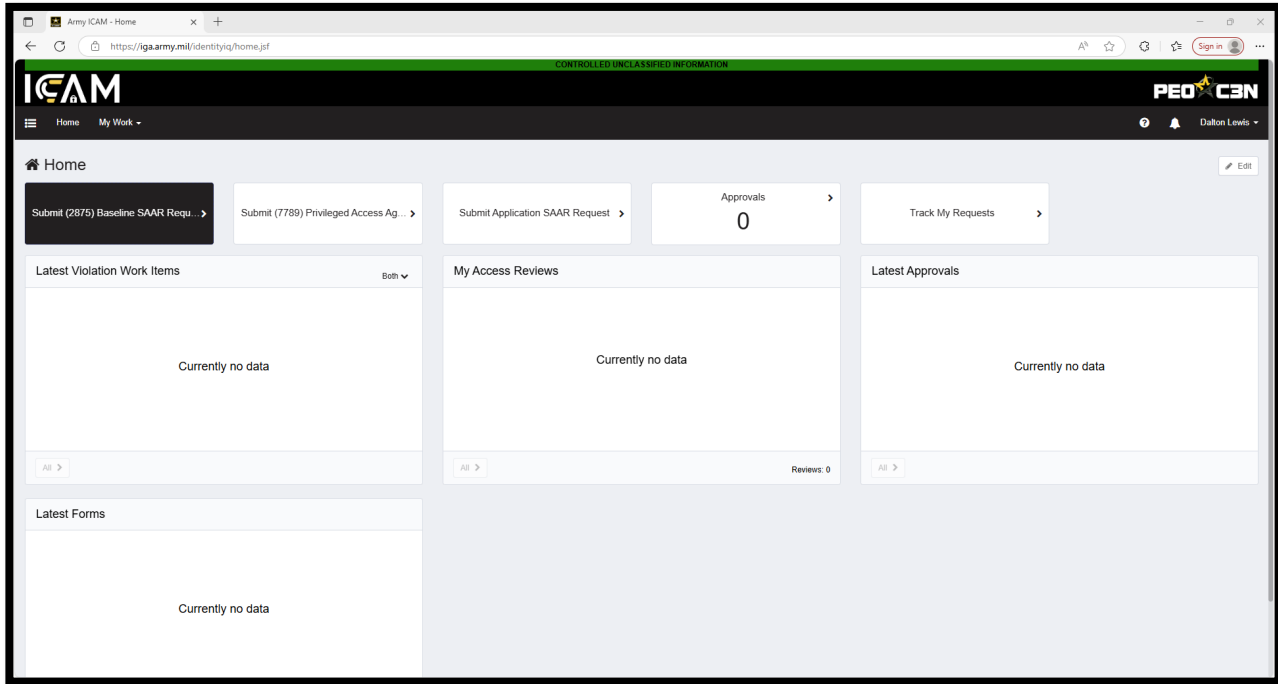 Army ICAM - Home
https://iga.army.mil/identityiq/home.jsf
Sign in
CONTROLLED UNCLASSIFIED INFORMATION
ICAM
PEO C3N
Home My Work
Dalton Lewis
Home
Edit
Submit (2875) Baseline SAAR Requ...
Submit (7789) Privileged Access Ag...
Submit Application SAAR Request
Approvals
0
Track My Requests
Latest Violation Work Items
Both
My Access Reviews
Latest Approvals
Currently no data
Currently no data
Currently no data
All
All
Reviews: 0
All
Latest Forms
Currently no data